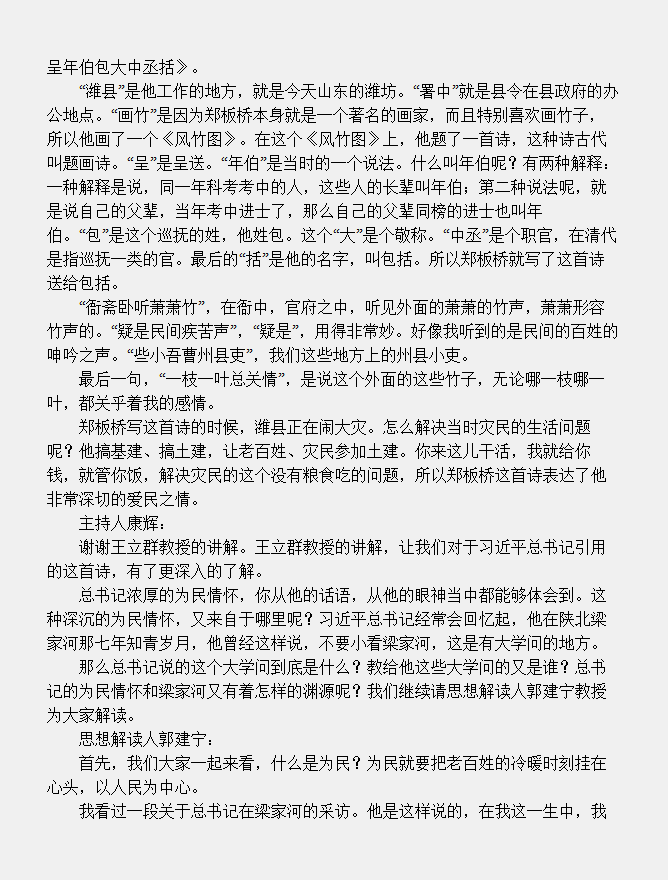 呈年伯包大中丞括》。
“潍县”是他工作的地方，就是今天山东的潍坊。“署中”就是县令在县政府的办
公地点。“画竹”是因为郑板桥本身就是一个著名的画家，而且特别喜欢画竹子，
所以他画了一个《风竹图》。在这个《风竹图》上，他题了一首诗，这种诗古代
叫题画诗。“呈”是呈送。“年伯”是当时的一个说法。什么叫年伯呢？有两种解释：
一种解释是说，同一年科考考中的人，这些人的长辈叫年伯；第二种说法呢，就
是说自己的父辈，当年考中进士了，那么自己的父辈同榜的进士也叫年
伯。“包”是这个巡抚的姓，他姓包。这个“大”是个敬称。“中丞”是个职官，在清代
是指巡抚一类的官。最后的“括”是他的名字，叫包括。所以郑板桥就写了这首诗
送给包括。
“衙斋卧听萧萧竹”，在衙中，官府之中，听见外面的萧萧的竹声，萧萧形容
竹声的。“疑是民间疾苦声”，“疑是”，用得非常妙。好像我听到的是民间的百姓的
呻吟之声。“些小吾曹州县吏”，我们这些地方上的州县小吏。
最后一句，“一枝一叶总关情”，是说这个外面的这些竹子，无论哪一枝哪一
叶，都关乎着我的感情。
郑板桥写这首诗的时候，潍县正在闹大灾。怎么解决当时灾民的生活问题
呢？他搞基建、搞土建，让老百姓、灾民参加土建。你来这儿干活，我就给你
钱，就管你饭，解决灾民的这个没有粮食吃的问题，所以郑板桥这首诗表达了他
非常深切的爱民之情。
主持人康辉：
谢谢王立群教授的讲解。王立群教授的讲解，让我们对于习近平总书记引用
的这首诗，有了更深入的了解。
总书记浓厚的为民情怀，你从他的话语，从他的眼神当中都能够体会到。这
种深沉的为民情怀，又来自于哪里呢？习近平总书记经常会回忆起，他在陕北梁
家河那七年知青岁月，他曾经这样说，不要小看梁家河，这是有大学问的地方。
那么总书记说的这个大学问到底是什么？教给他这些大学问的又是谁？总书
记的为民情怀和梁家河又有着怎样的渊源呢？我们继续请思想解读人郭建宁教授
为大家解读。
思想解读人郭建宁：
首先，我们大家一起来看，什么是为民？为民就要把老百姓的冷暖时刻挂在
心头，以人民为中心。
我看过一段关于总书记在梁家河的采访。他是这样说的，在我这一生中，我